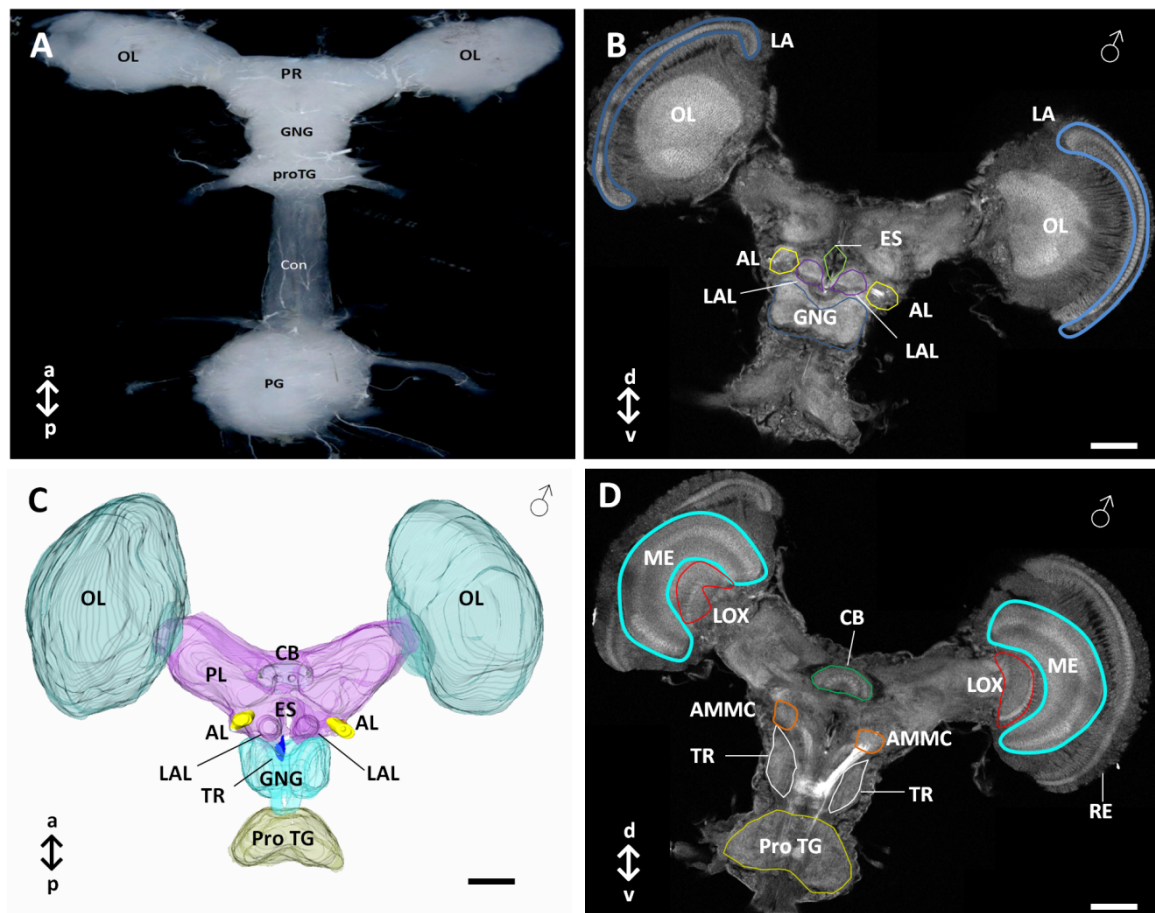 A
OL
OL
PR
GNG
proTG
Con
PG
a
p
B
LA
♂
OL
LA
OL
ES
AL
AL
LAL
LAL
GNG
d
v
C
♂
OL
OL
CB
PL
ES
AL
AL
LAL
LAL
TR
GNG
Pro TG
a
p
D
♂
ME
LOX
CB
ME
LOX
AMMC
AMMC
TR
TR
RE
Pro TG
d
v